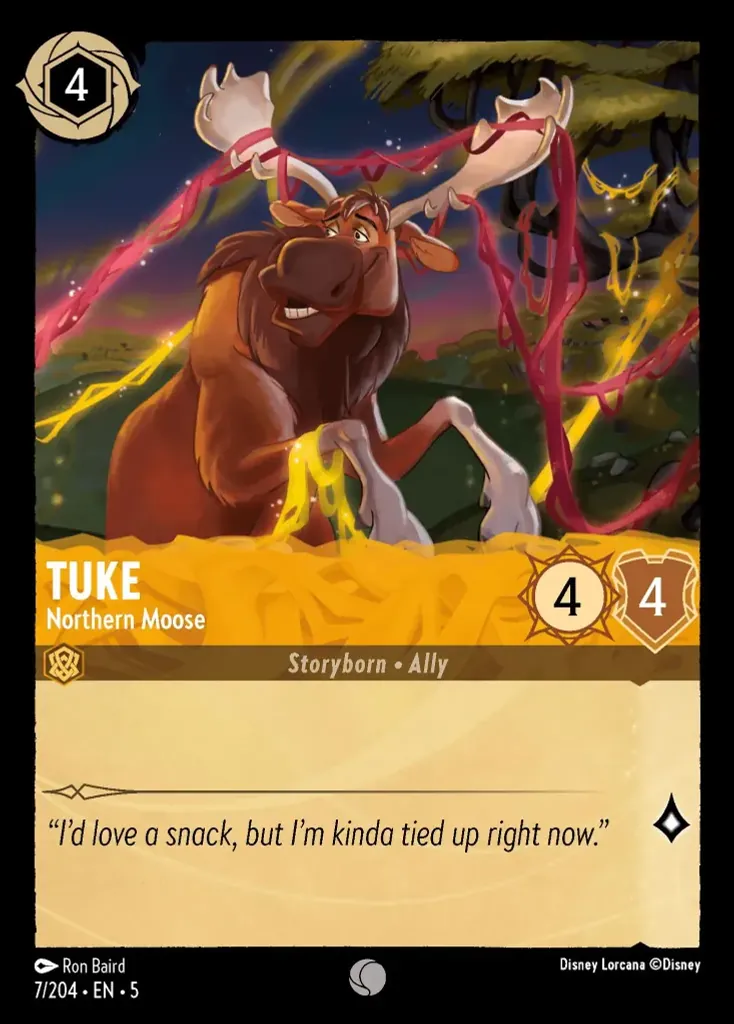 4
TUKE
Northern Moose
4
4
Storyborn • Ally
“I’d love a snack, but I’m kinda tied up right now.”
Ron Baird
Disney Lorcana ©Disney
7/204 • EN • 5